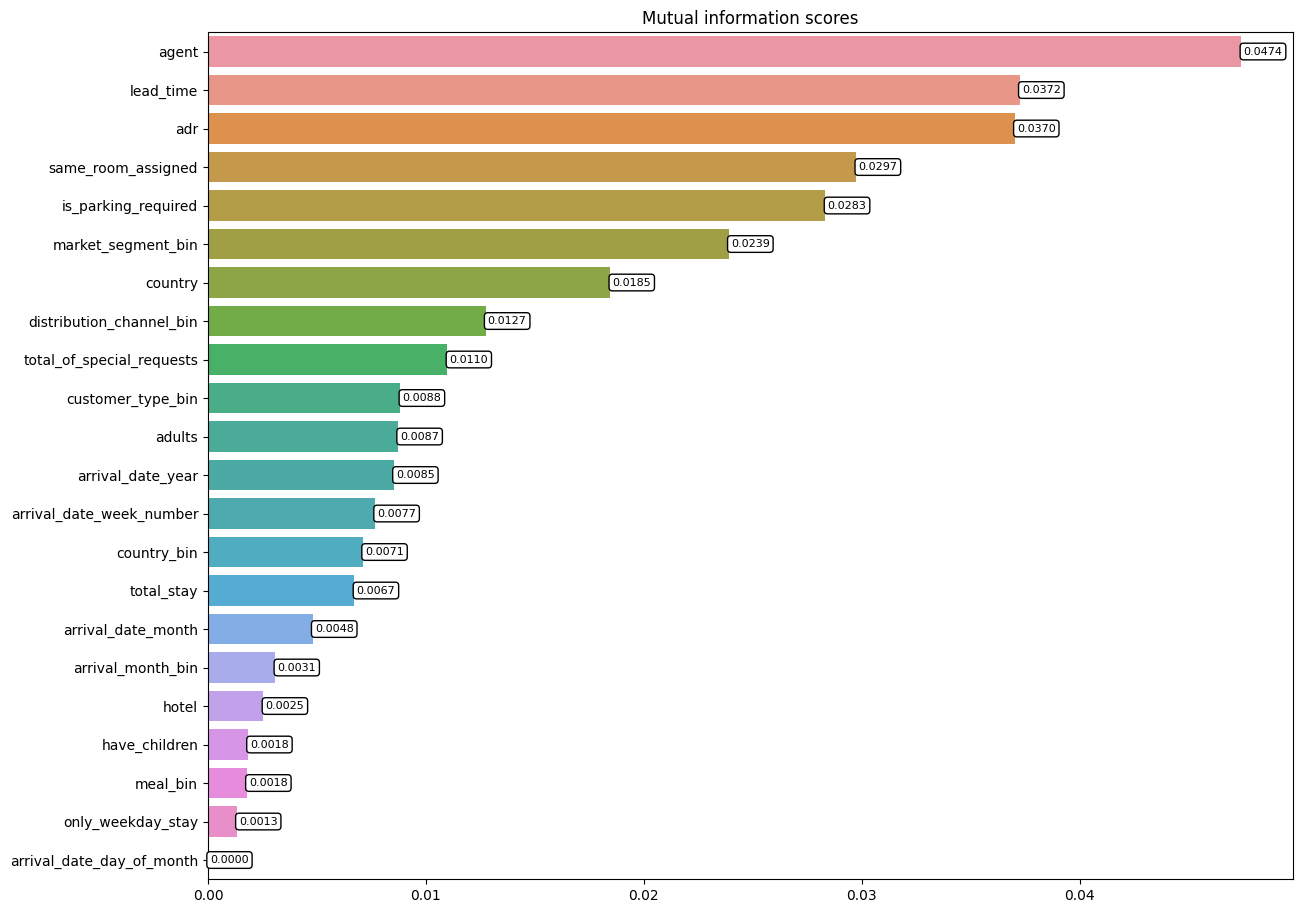 Mutual information scores
agent 0.0474
lead_time 0.0372
adr 0.0370
same_room_assigned 0.0297
is_parking_required 0.0283
market_segment_bin 0.0239
country 0.0185
distribution_channel_bin 0.0127
total_of_special_requests 0.0110
customer_type_bin 0.0088
adults 0.0087
arrival_date_year 0.0085
arrival_date_week_number 0.0077
country_bin 0.0071
total_stay 0.0067
arrival_date_month 0.0048
arrival_month_bin 0.0031
hotel 0.0025
have_children 0.0018
meal_bin 0.0018
only_weekday_stay 0.0013
arrival_date_day_of_month 0.0000
0.00 0.01 0.02 0.03 0.04